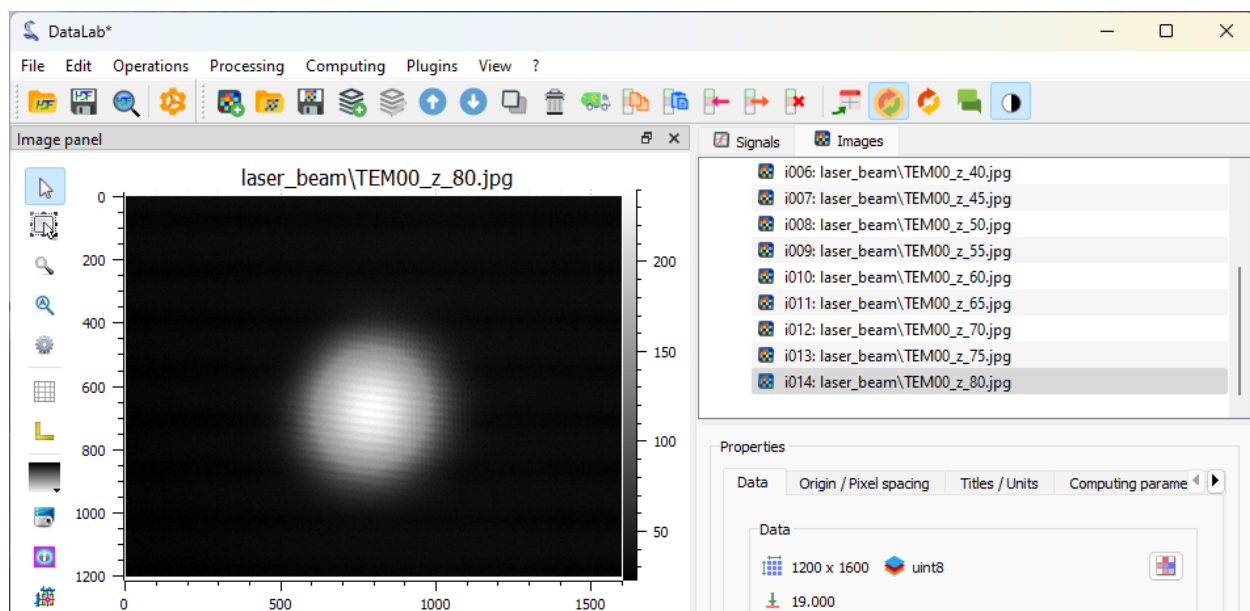 DataLab*
File Edit Operations Processing Computing Plugins View ?
Image panel
laser_beam\TEM00_z_80.jpg
0
200
400
600
800
1000
1200
0 500 1000 1500
200
150
100
50
Signals Images
i006: laser_beam\TEM00_z_40.jpg
i007: laser_beam\TEM00_z_45.jpg
i008: laser_beam\TEM00_z_50.jpg
i009: laser_beam\TEM00_z_55.jpg
i010: laser_beam\TEM00_z_60.jpg
i011: laser_beam\TEM00_z_65.jpg
i012: laser_beam\TEM00_z_70.jpg
i013: laser_beam\TEM00_z_75.jpg
i014: laser_beam\TEM00_z_80.jpg
Properties
Data Origin / Pixel spacing Titles / Units Computing parame
Data
1200 x 1600 uint8
19.000